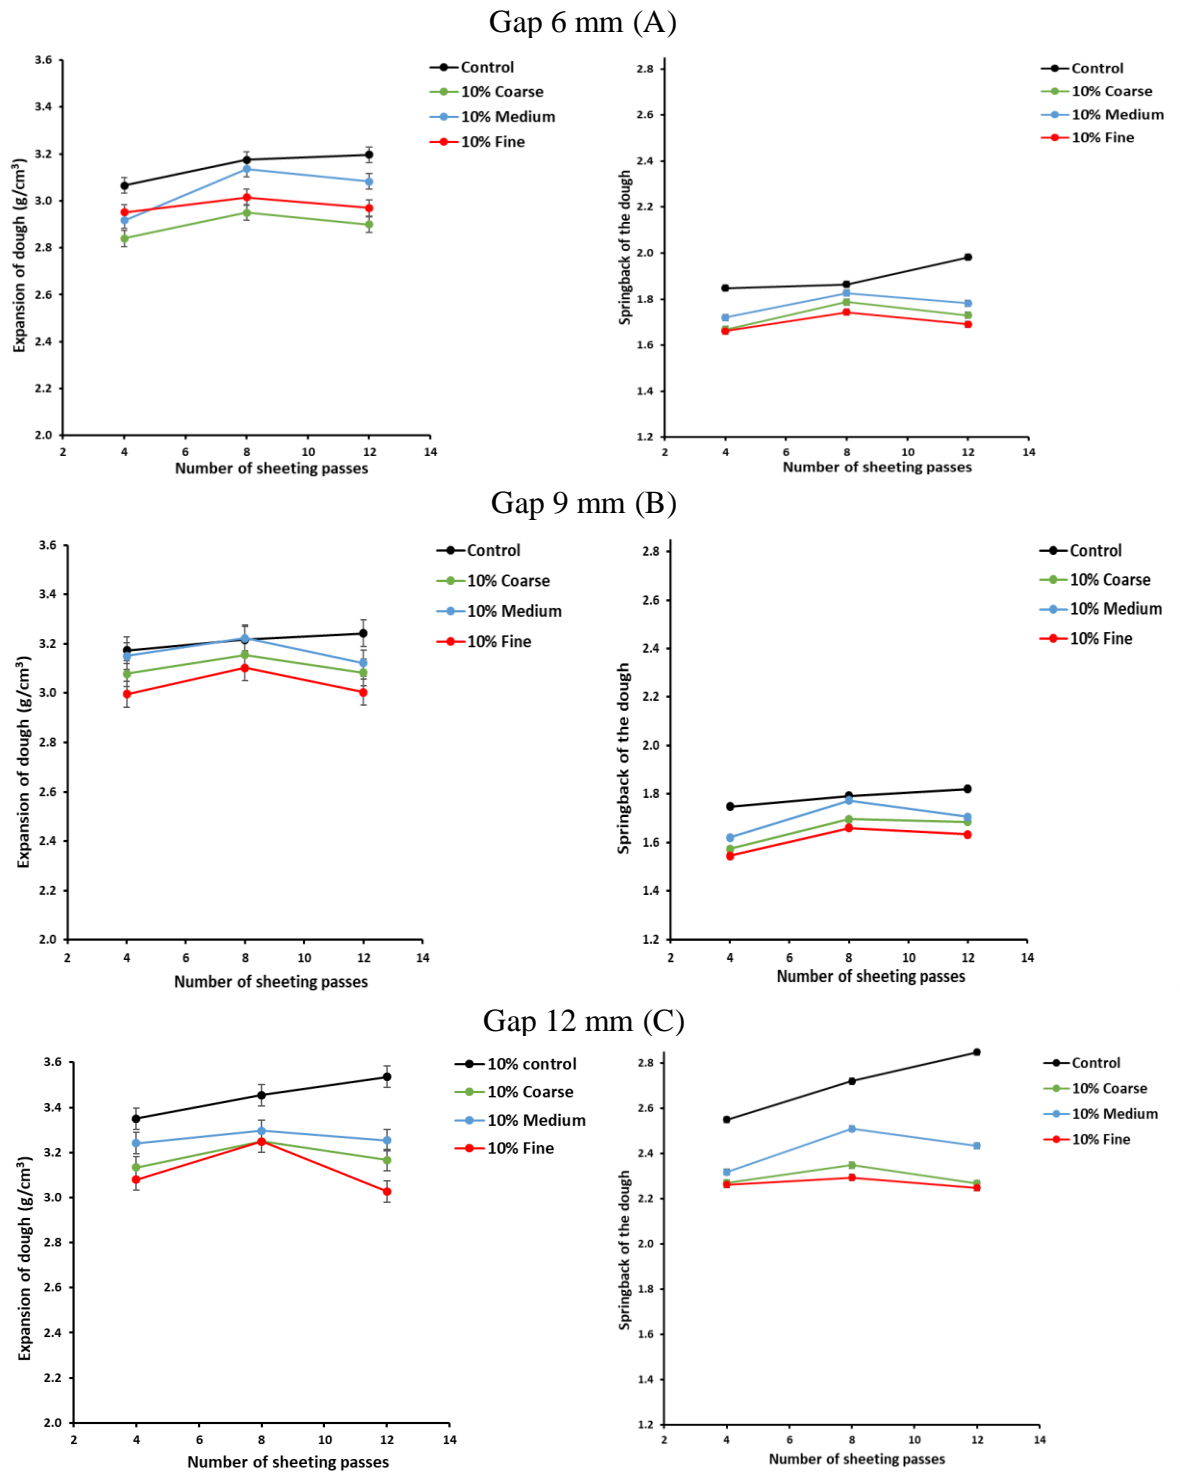 Gap 6 mm (A)
3.6
3.4
3.2
3.0
2.8
2.6
2.4
2.2
2.0
2 4 6 8 10 12 14
Expansion of dough (g/cm³)
Number of sheeting passes
Control
10% Coarse
10% Medium
10% Fine
2.8
2.6
2.4
2.2
2.0
1.8
1.6
1.4
1.2
2 4 6 8 10 12 14
Springback of the dough
Number of sheeting passes
Control
10% Coarse
10% Medium
10% Fine
Gap 9 mm (B)
3.6
3.4
3.2
3.0
2.8
2.6
2.4
2.2
2.0
2 4 6 8 10 12 14
Expansion of dough (g/cm³)
Number of sheeting passes
Control
10% Coarse
10% Medium
10% Fine
2.8
2.6
2.4
2.2
2.0
1.8
1.6
1.4
1.2
2 4 6 8 10 12 14
Springback of the dough
Number of sheeting passes
Control
10% Coarse
10% Medium
10% Fine
Gap 12 mm (C)
3.6
3.4
3.2
3.0
2.8
2.6
2.4
2.2
2.0
2 4 6 8 10 12 14
Expansion of dough (g/cm³)
Number of sheeting passes
10% control
10% Coarse
10% Medium
10% Fine
2.8
2.6
2.4
2.2
2.0
1.8
1.6
1.4
1.2
2 4 6 8 10 12 14
Springback of the dough
Number of sheeting passes
Control
10% Coarse
10% Medium
10% Fine